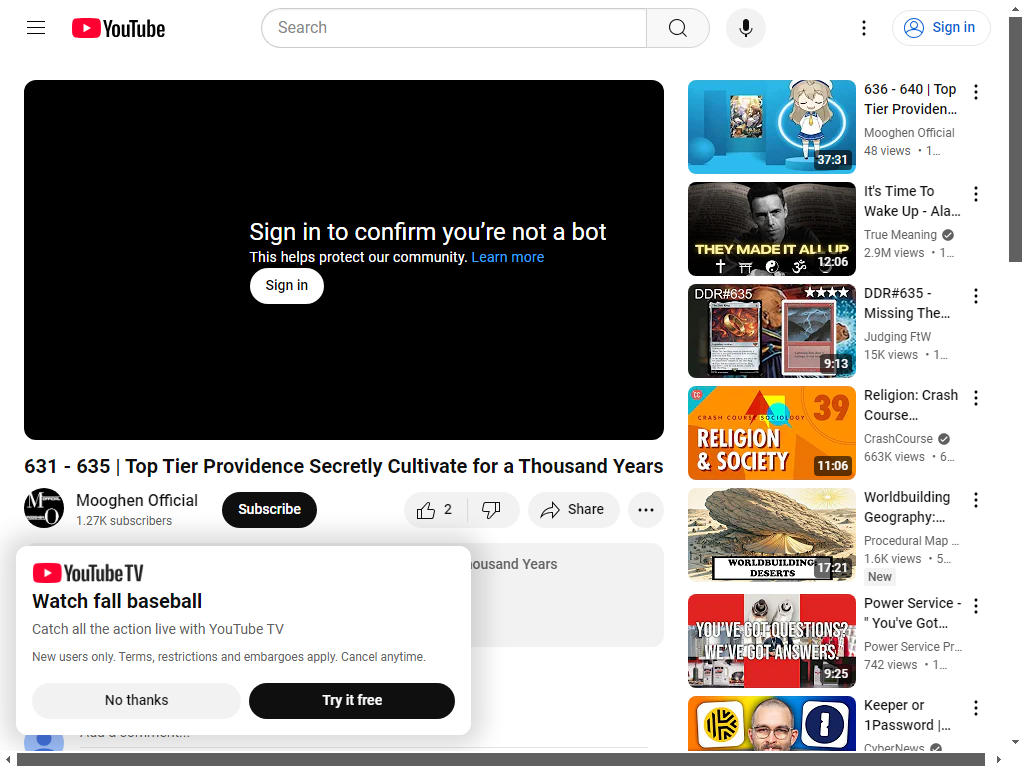 YouTube
Search
Sign in
Sign in to confirm you’re not a bot
This helps protect our community. Learn more
Sign in
631 - 635 | Top Tier Providence Secretly Cultivate for a Thousand Years
MOOGHEN OFFICIAL
Mooghen Official
1.27K subscribers
Subscribe
2
Share
housand Years
YouTube TV
Watch fall baseball
Catch all the action live with YouTube TV
New users only. Terms, restrictions and embargoes apply. Cancel anytime.
No thanks
Try it free
Add a comment...
37:31
636 - 640 | Top
Tier Providen...
Mooghen Official
48 views • 1...
THEY MADE IT ALL UP
12:06
It's Time To
Wake Up - Ala...
True Meaning
2.9M views • 1...
DDR#635
9:13
DDR#635 -
Missing The...
Judging FtW
15K views • 1...
CC
CRASH COURSE SOCIOLOGY
39
RELIGION
& SOCIETY
11:06
Religion: Crash
Course...
CrashCourse
663K views • 6...
WORLDBUILDING
DESERTS
17:21
Worldbuilding
Geography:...
Procedural Map ...
1.6K views • 5...
New
YOU'VE GOT QUESTIONS?
WE'VE GOT ANSWERS.
9:25
Power Service -
" You've Got...
Power Service Pr...
742 views • 1...
Keeper or
1Password |...
CyberNews